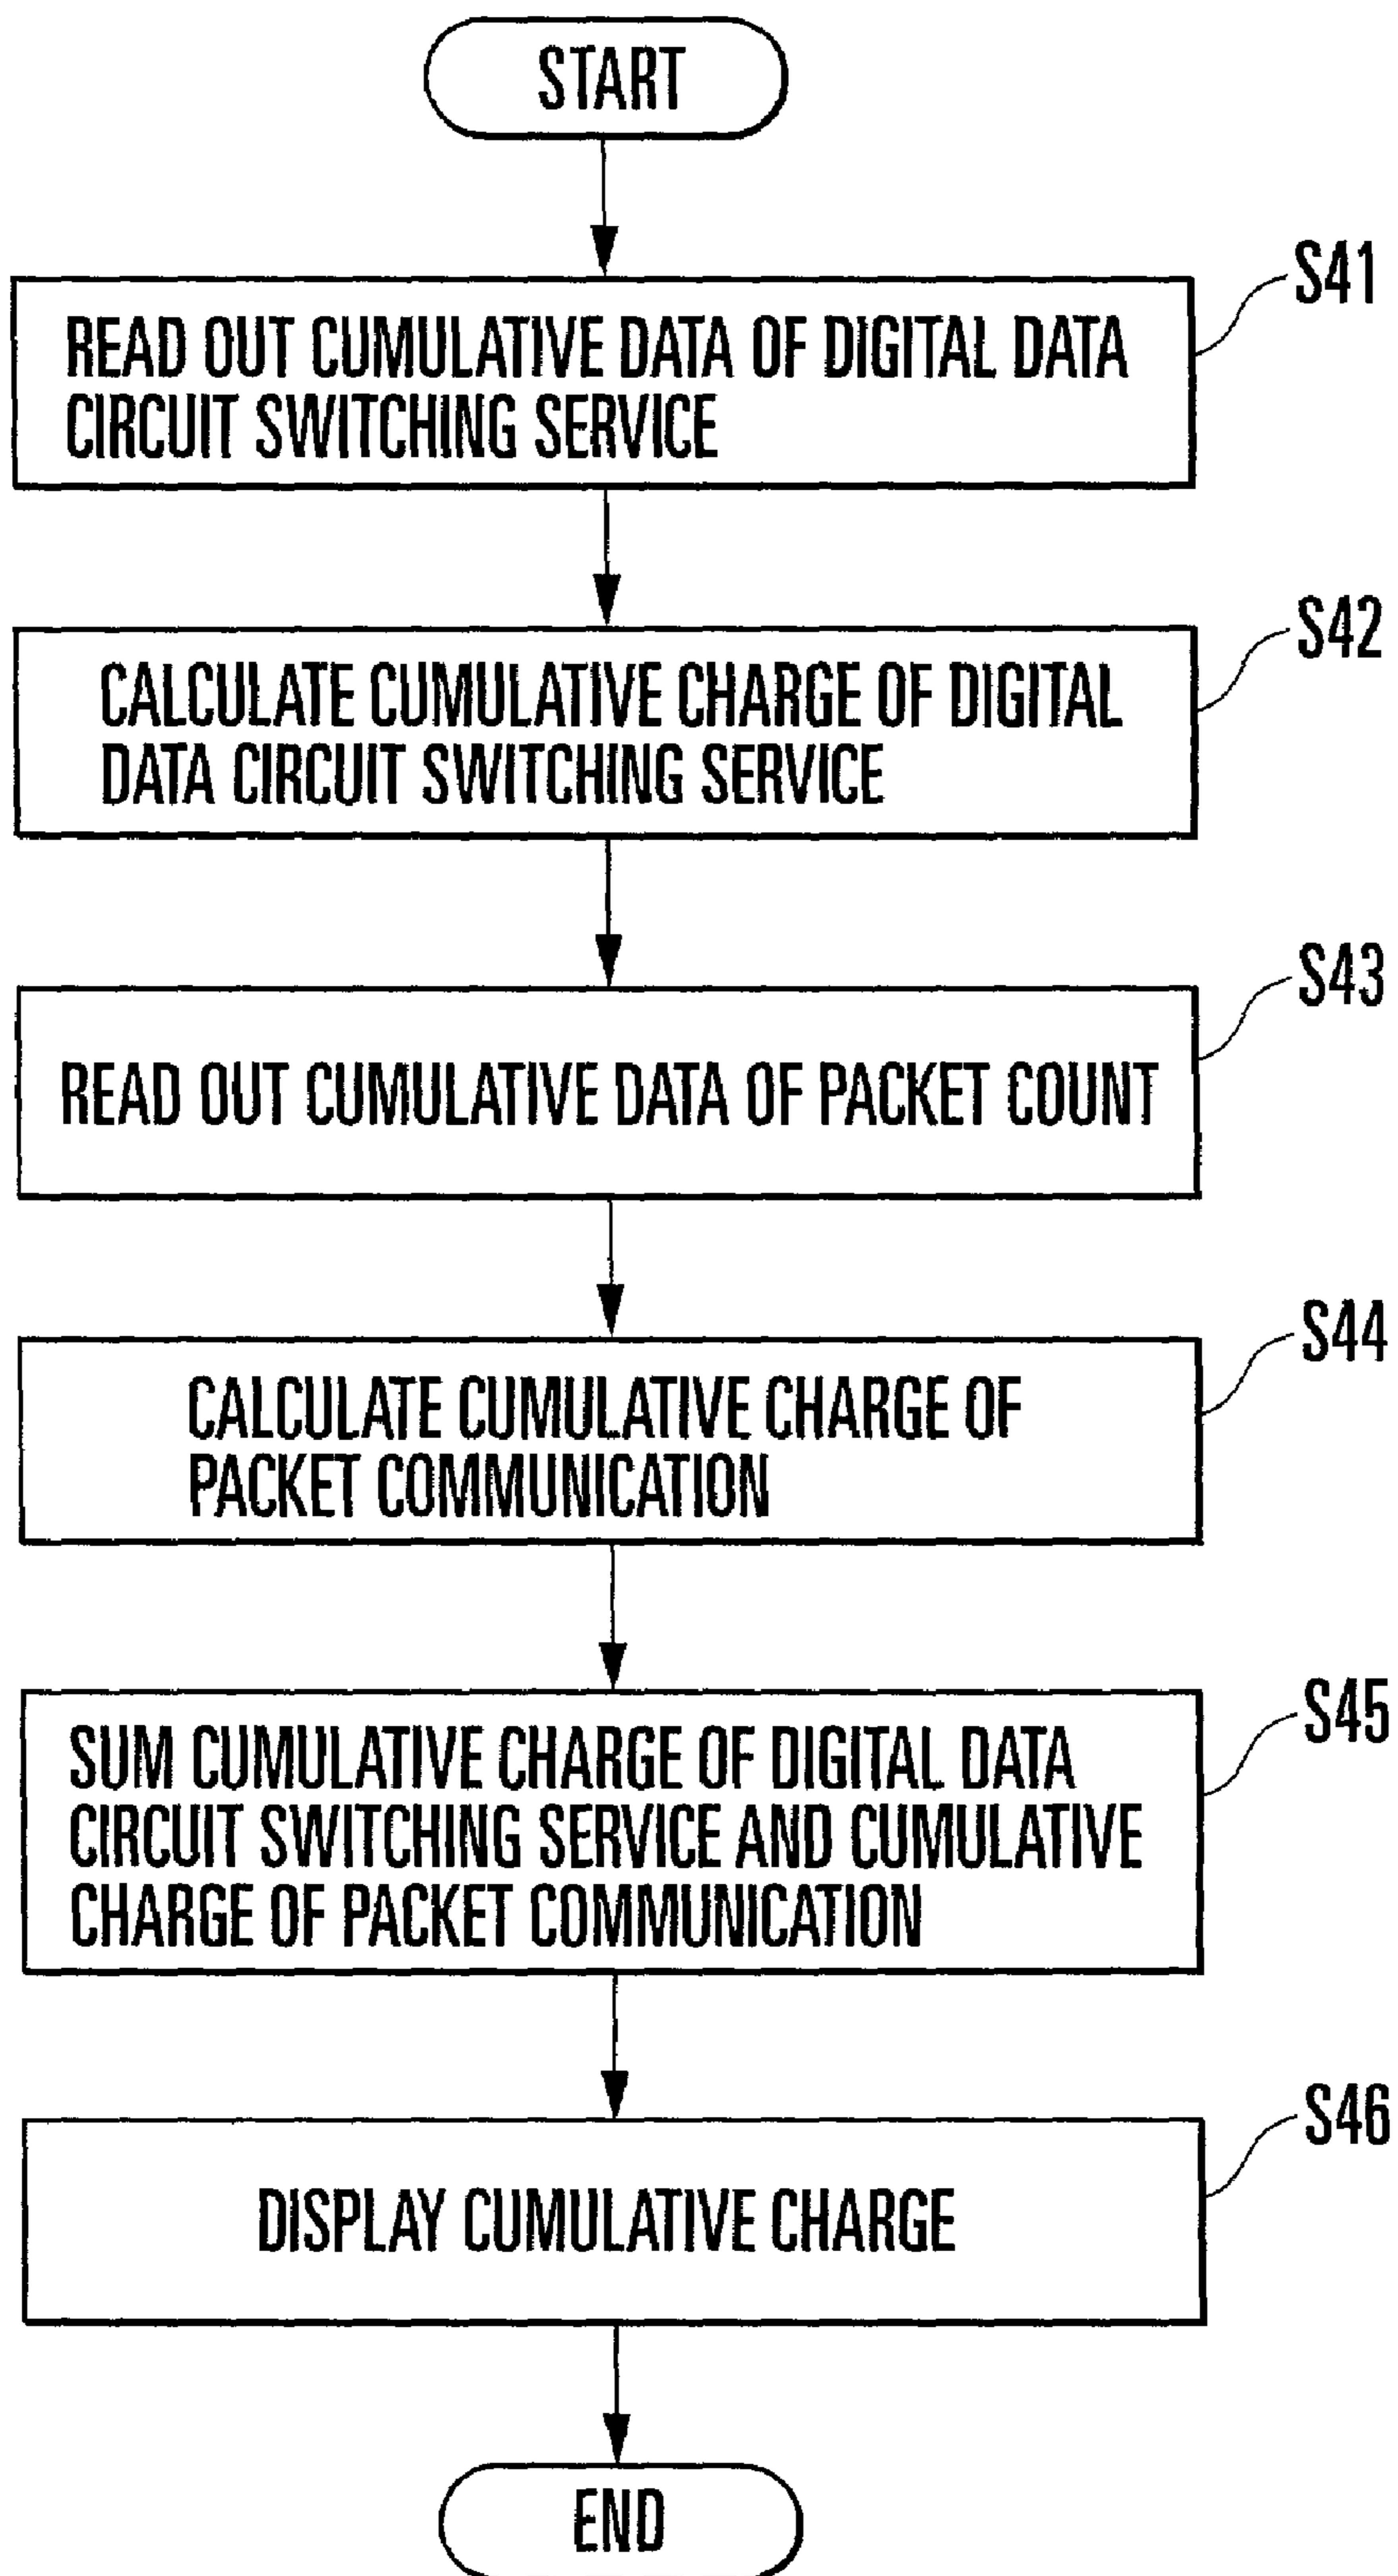 START
S41
READ OUT CUMULATIVE DATA OF DIGITAL DATA
CIRCUIT SWITCHING SERVICE
S42
CALCULATE CUMULATIVE CHARGE OF DIGITAL
DATA CIRCUIT SWITCHING SERVICE
S43
READ OUT CUMULATIVE DATA OF PACKET COUNT
S44
CALCULATE CUMULATIVE CHARGE OF
PACKET COMMUNICATION
S45
SUM CUMULATIVE CHARGE OF DIGITAL DATA
CIRCUIT SWITCHING SERVICE AND CUMULATIVE
CHARGE OF PACKET COMMUNICATION
S46
DISPLAY CUMULATIVE CHARGE
END